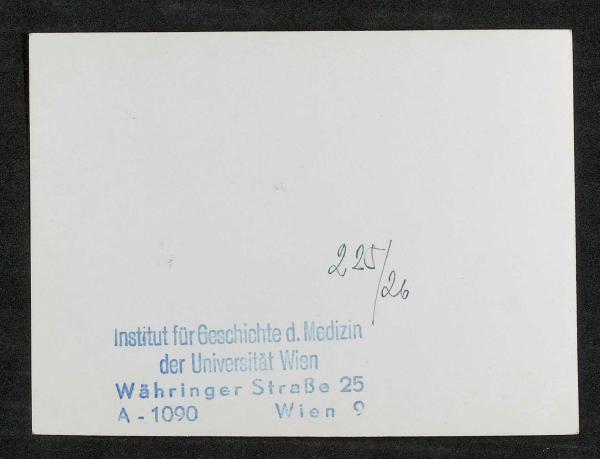 225/26
Institut für Geschichte d. Medizin
der Universität Wien
Währinger Straße 25
A - 1090 Wien 9